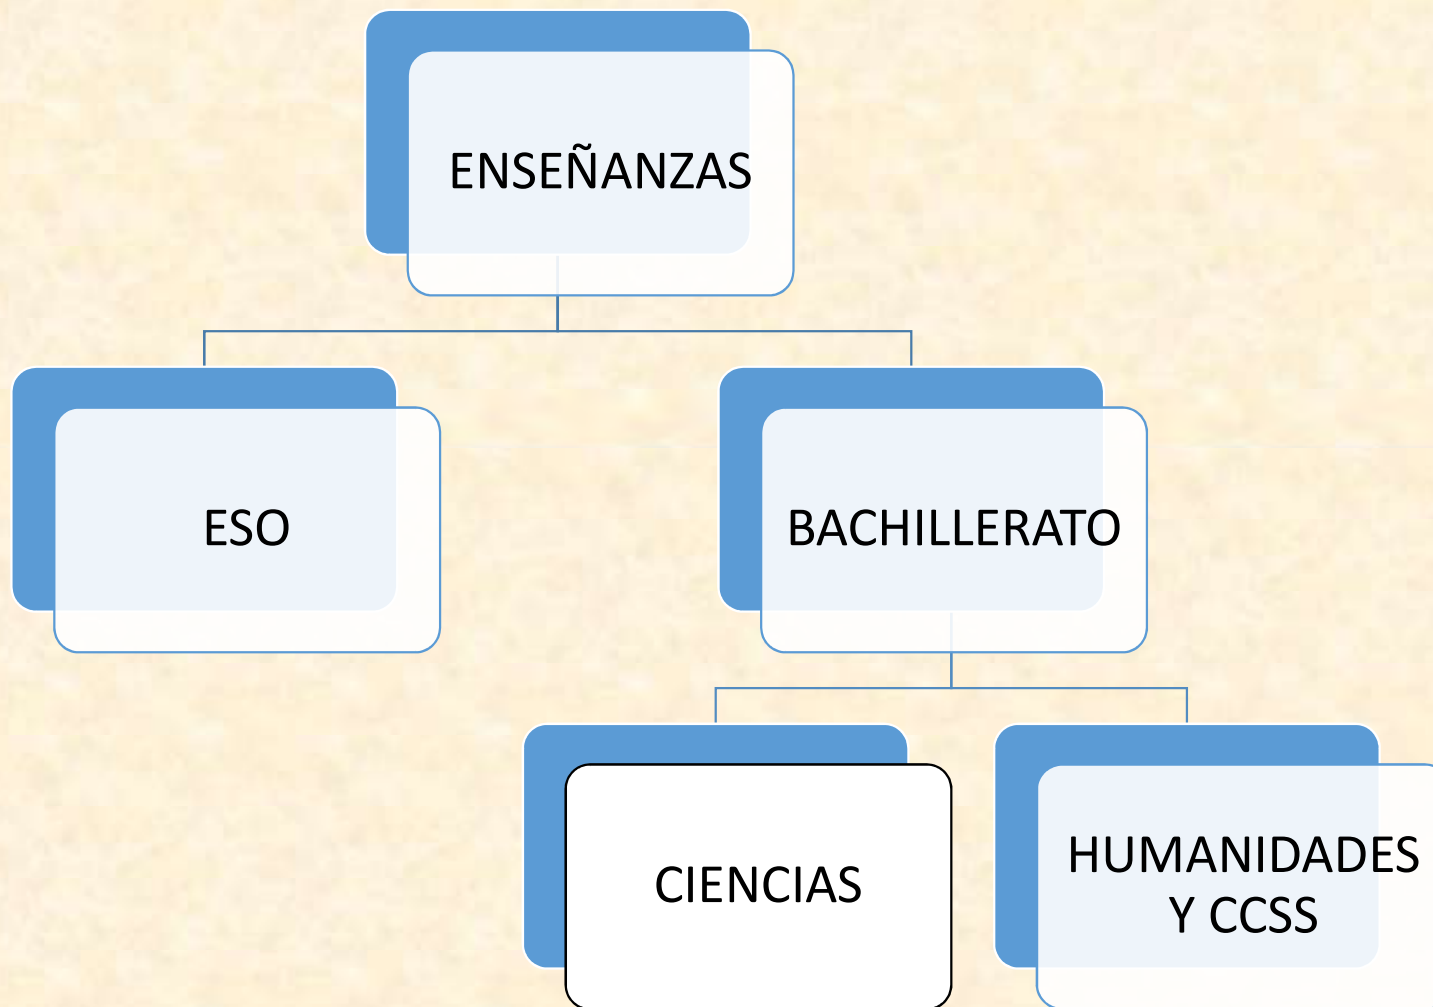 ENSEÑANZAS
ESO
BACHILLERATO
CIENCIAS
HUMANIDADES
Y CCSS